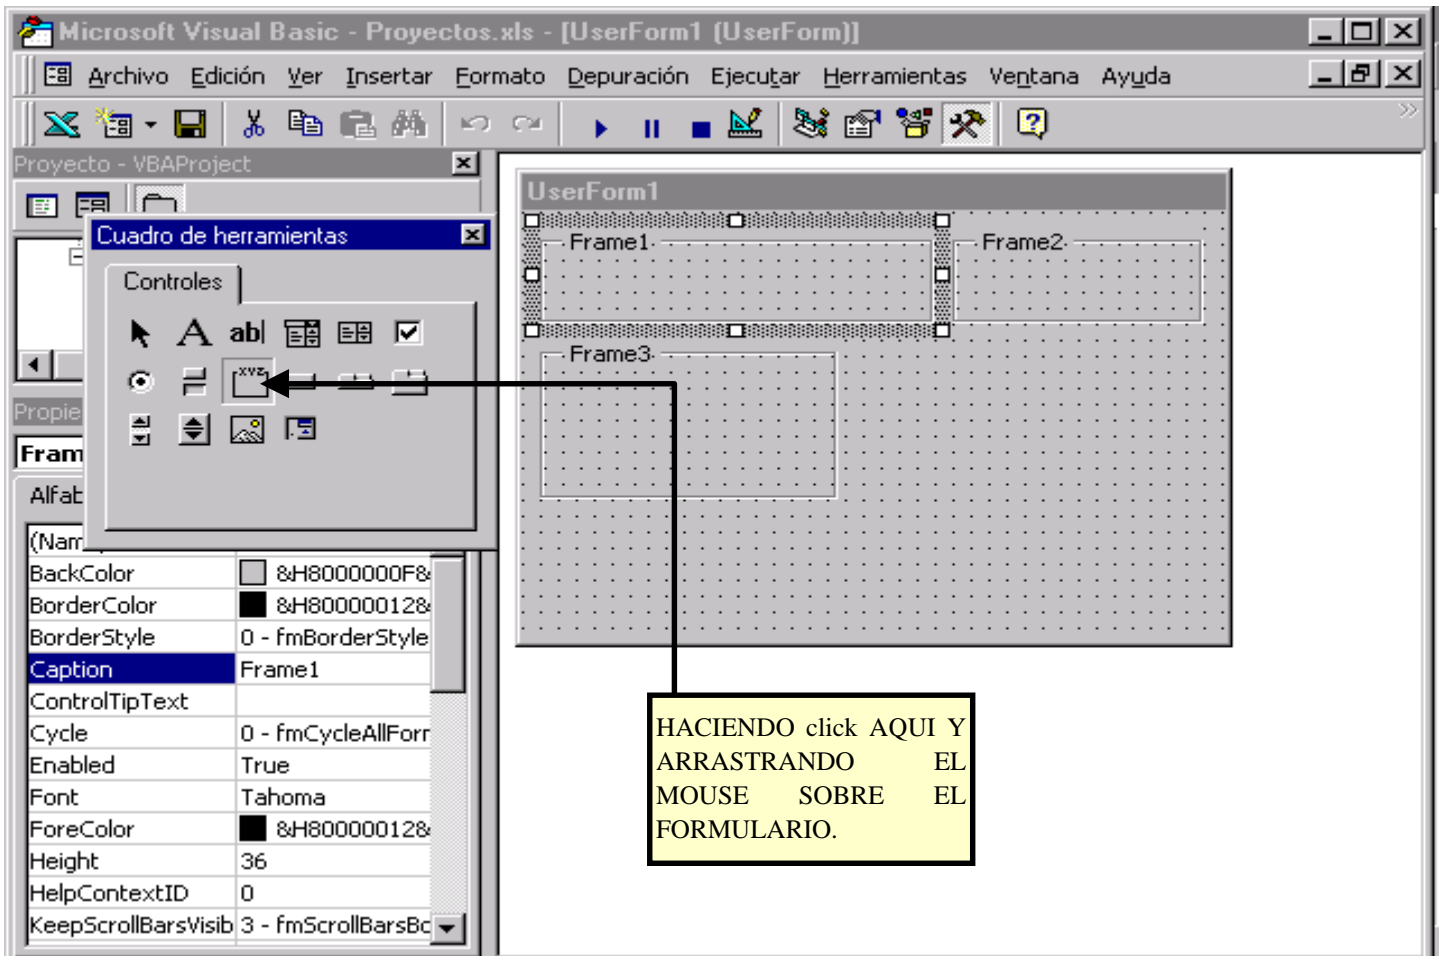 Microsoft Visual Basic - Proyectos.xls - [UserForm1 (UserForm)]
Archivo Edición Ver Insertar Formato Depuración Ejecutar Herramientas Ventana Ayuda
Proyecto - VBAProject
Cuadro de herramientas
Controles
A ab|
XYZ
Propie
Fram
Alfab
(Nam
BackColor &H8000000F&
BorderColor &H80000012&
BorderStyle 0 - fmBorderStyle
Caption Frame1
ControlTipText
Cycle 0 - fmCycleAllForr
Enabled True
Font Tahoma
ForeColor &H80000012&
Height 36
HelpContextID 0
KeepScrollBarsVisib 3 - fmScrollBarsBo
UserForm1
Frame1 Frame2
Frame3
HACIENDO click AQUI Y
ARRASTRANDO EL
MOUSE SOBRE EL
FORMULARIO.